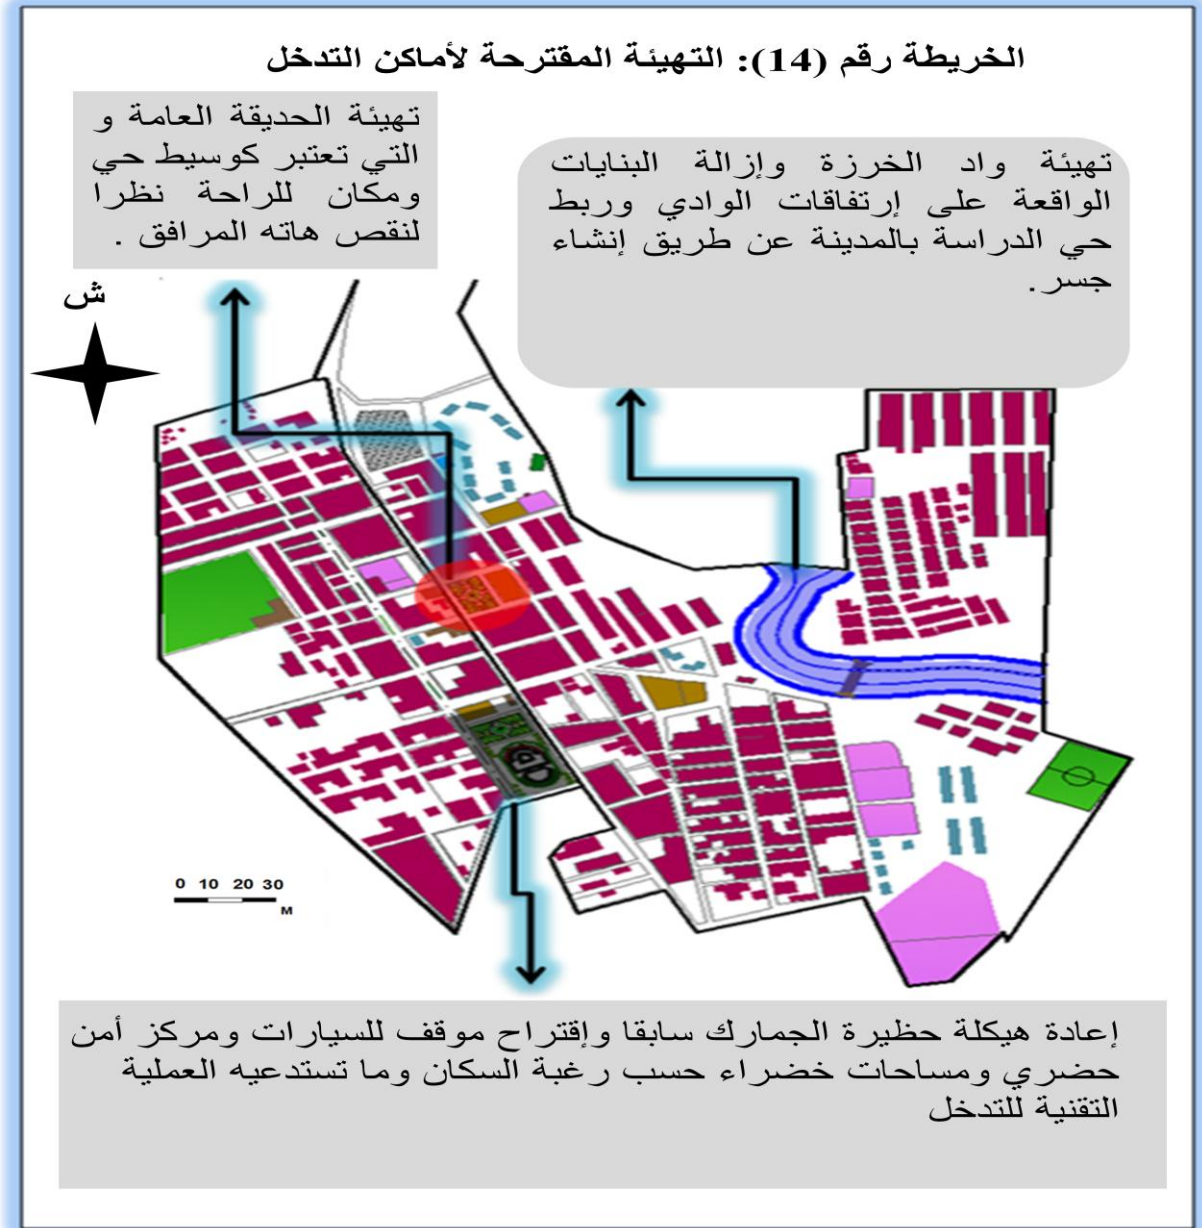 الخريطة رقم (14): التهيئة المقترحة لأماكن التدخل
تهيئة الحديقة العامة و
التي تعتبر كوسيط حي
ومكان للراحة نظرا
لنقص هاته المرافق .
تهيئة واد الخرزة وإزالة البنايات
الواقعة على إرتفاقات الوادي وربط
حي الدراسة بالمدينة عن طريق إنشاء
جسر.
ش
0 10 20 30
M
إعادة هيكلة حظيرة الجمارك سابقا وإقتراح موقف للسيارات ومركز أمن
حضري ومساحات خضراء حسب رغبة السكان وما تستدعيه العملية
التقنية للتدخل